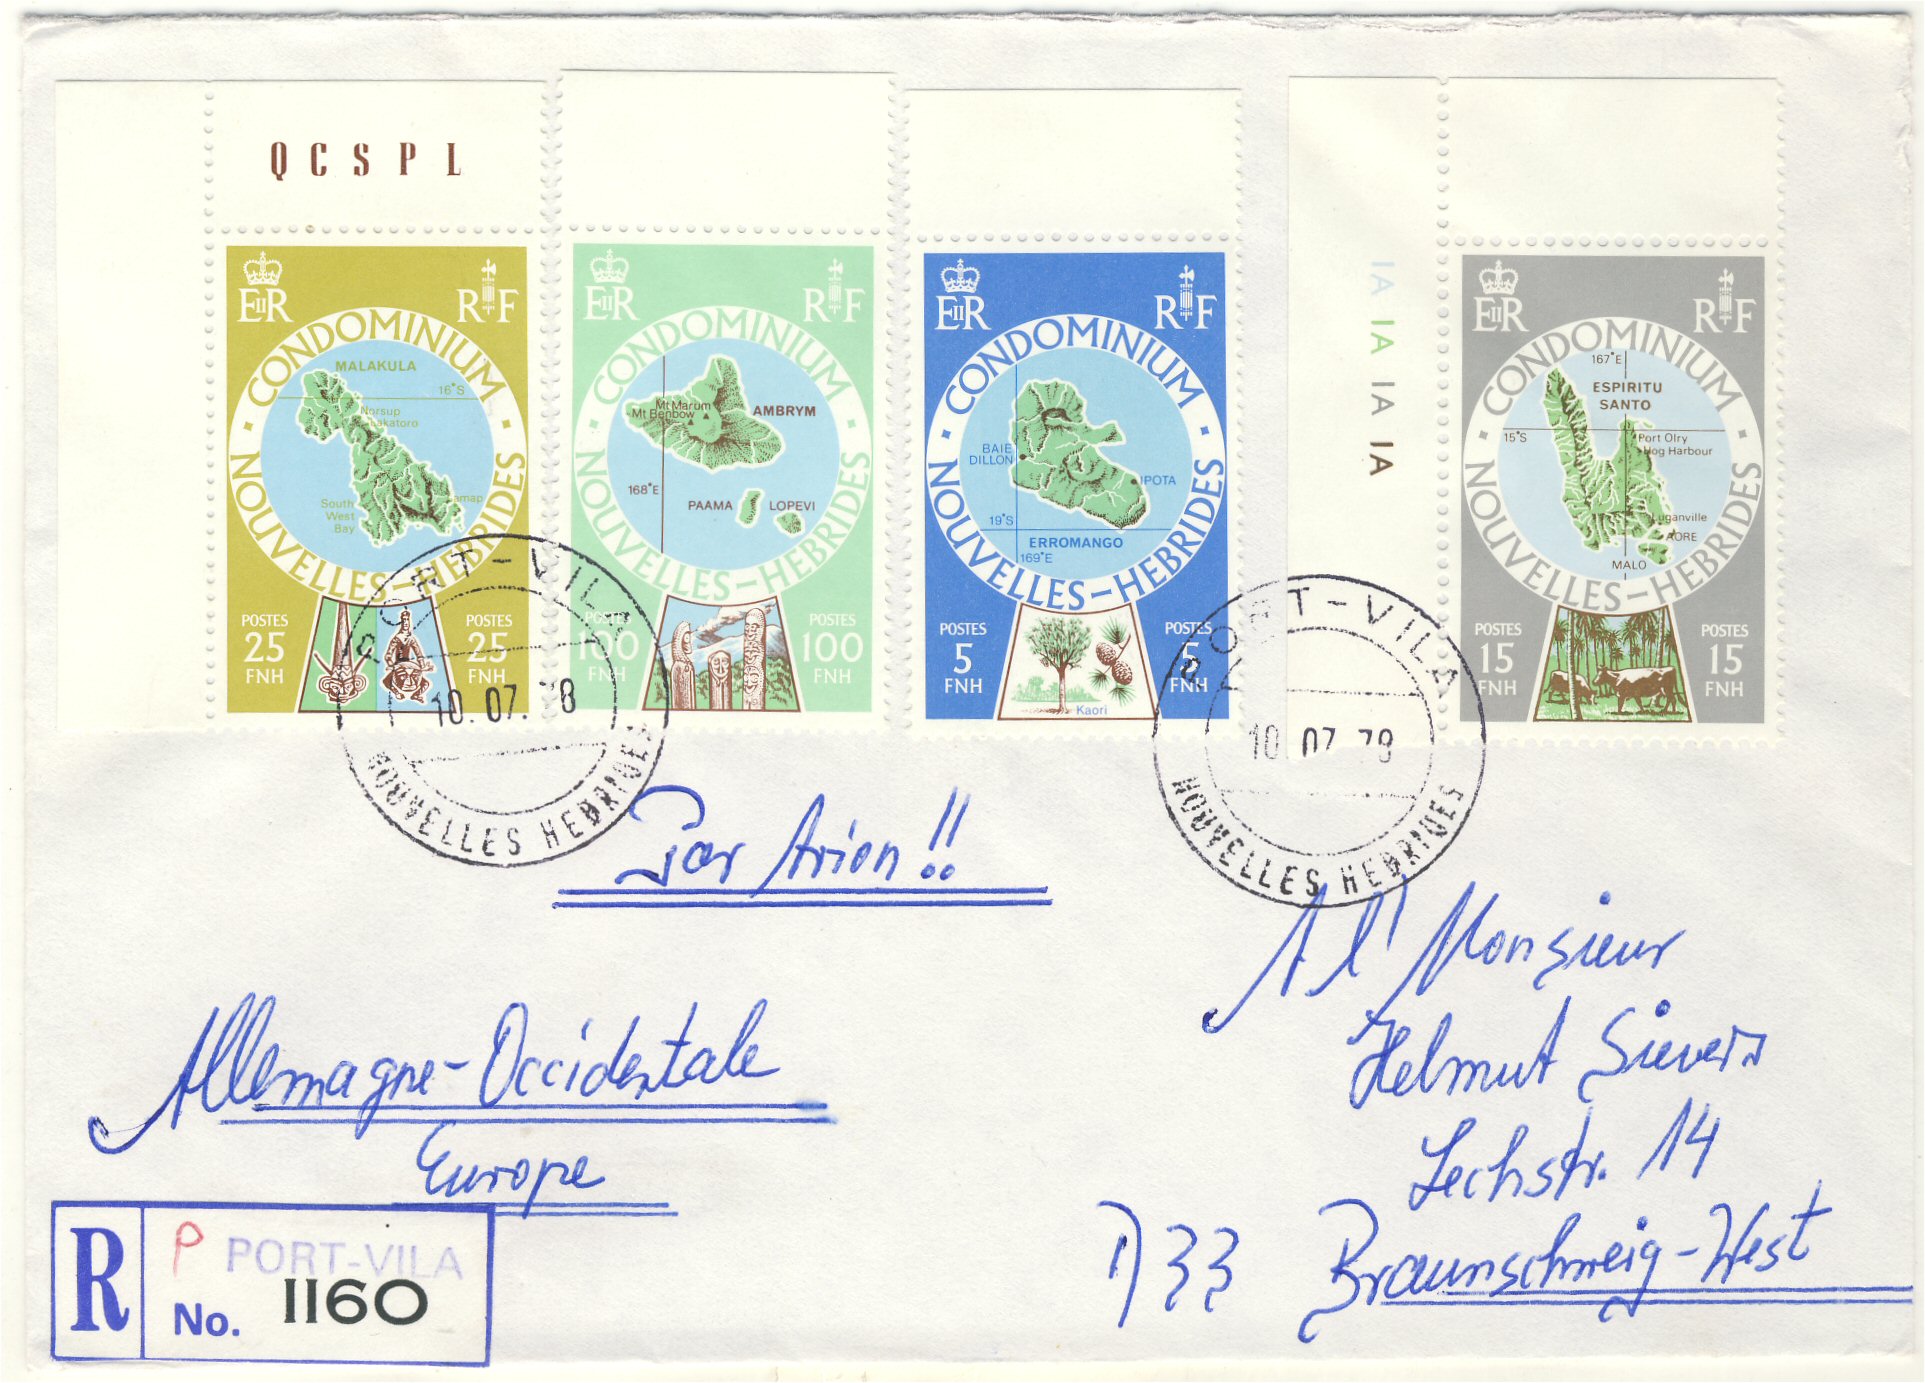 QCSPL
EIIR RF
CONDOMINIUM
NOUVELLES-HEBRIDES
MALAKULA
16°S
Norsup
Lakatoro
South
West
Bay
Lamap
POSTES
25
FNH
POSTES
25
FNH
EIIR RF
CONDOMINIUM
NOUVELLES-HEBRIDES
Mt Marum
Mt Benbow
AMBRYM
168°E
PAAMA
LOPEVI
POSTES
100
FNH
POSTES
100
EIIR RF
CONDOMINIUM
NOUVELLES-HEBRIDES
BAIE
DILLON
IPOTA
19°S
ERROMANGO
169°E
POSTES
5
FNH
Kaori
POSTES
5
FNH
IA IA IA IA
EIIR RF
CONDOMINIUM
NOUVELLES-HEBRIDES
167°E
ESPIRITU
SANTO
15°S
Port Olry
Hog Harbour
Luganville
AORE
MALO
POSTES
15
FNH
POSTES
15
FNH
PORT-VILA
10.07.78
NOUVELLES HEBRIDES
PORT-VILA
10 07 78
NOUVELLES HEBRIDES
Par Avion!!
A l' Monsieur
Helmut Sievers
Lechstr. 14
D 33 Braunschweig-West
Allemagne-Occidentale
Europe
R
P PORT-VILA
No. 1160